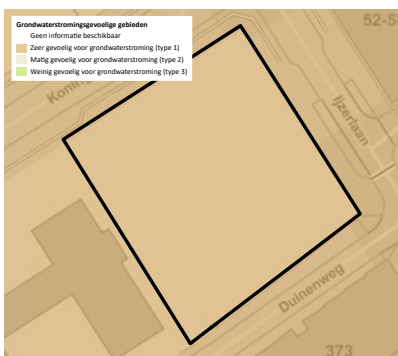 Grondwaterstromingsgevoelige gebieden
Geen informatie beschikbaar
Zeer gevoelig voor grondwaterstroming (type 1)
Matig gevoelig voor grondwaterstroming (type 2)
Weinig gevoelig voor grondwaterstroming (type 3)
52-5
Koning
Ijzerlaan
Duinenweg
373